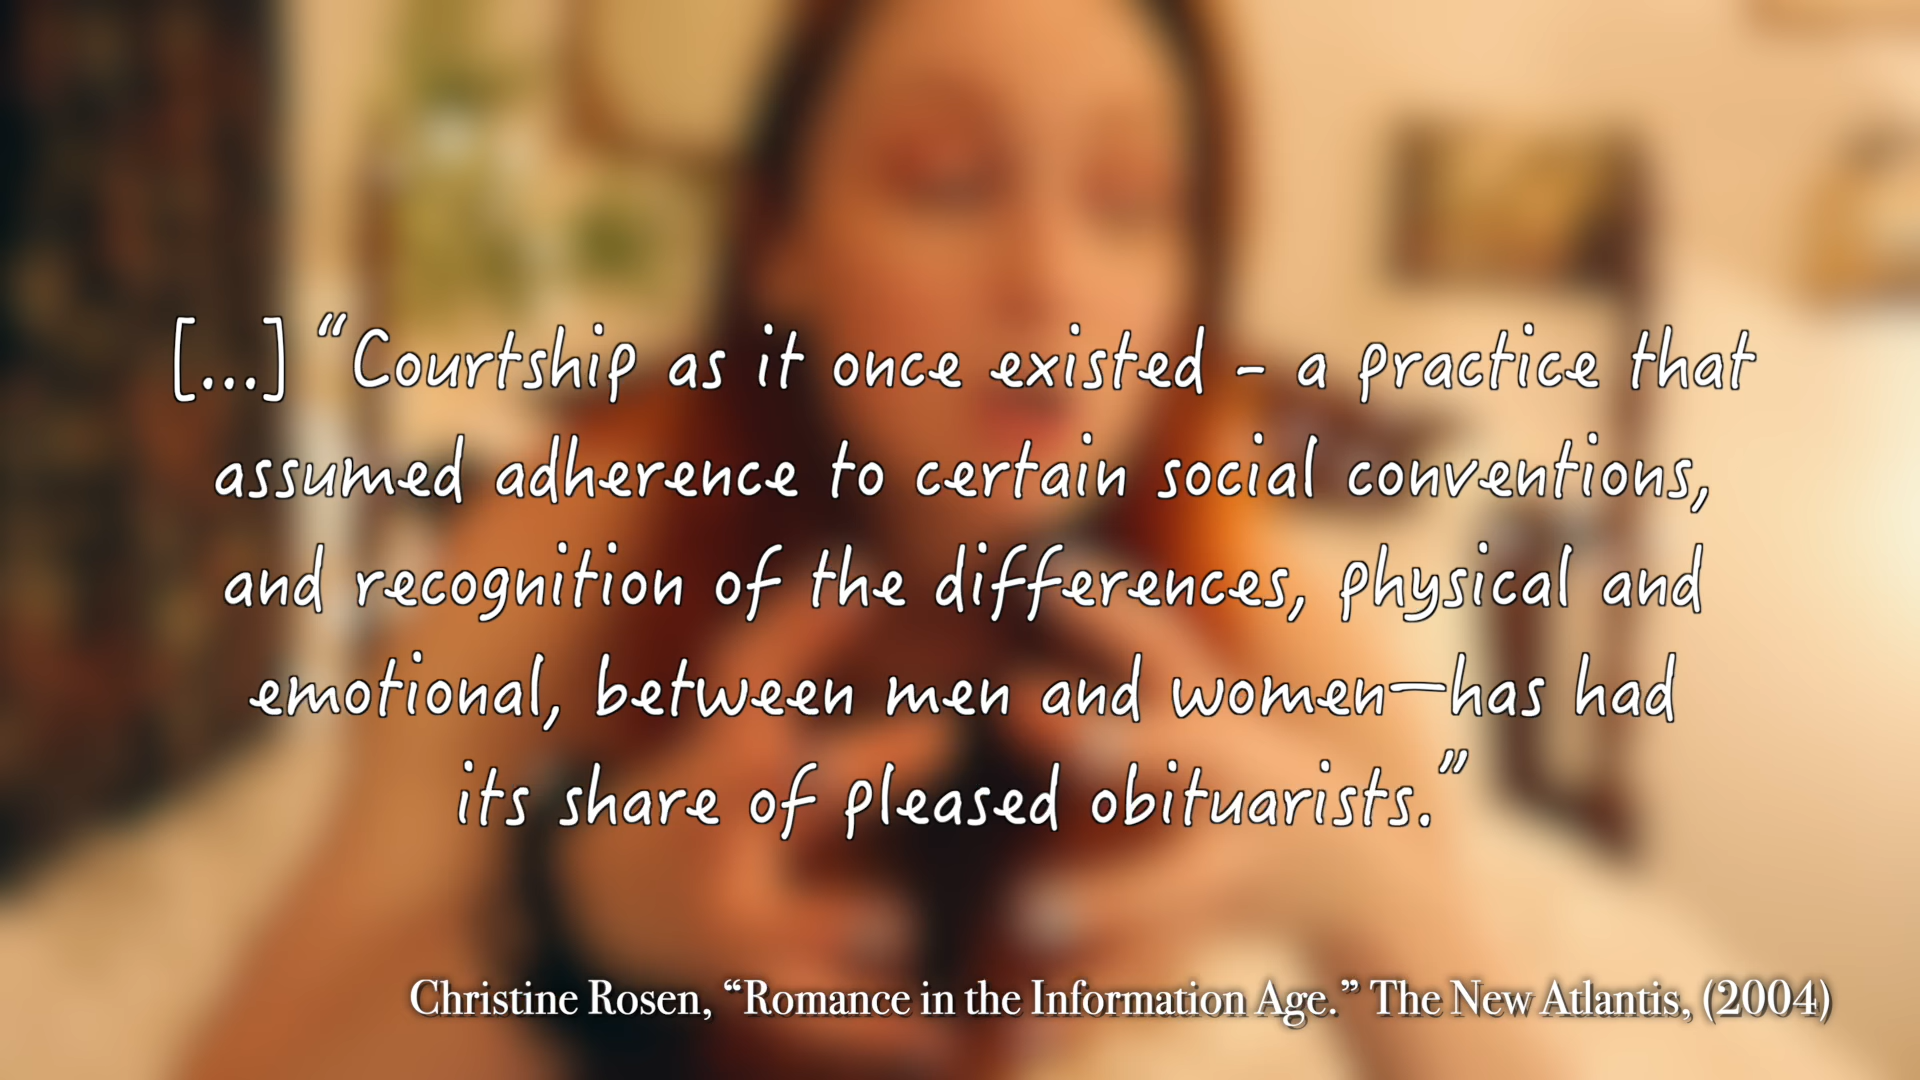 [...] “Courtship as it once existed - a practice that
assumed adherence to certain social conventions,
and recognition of the differences, physical and
emotional, between men and women—has had
its share of pleased obituarists.”
Christine Rosen, “Romance in the Information Age.” The New Atlantis, (2004)